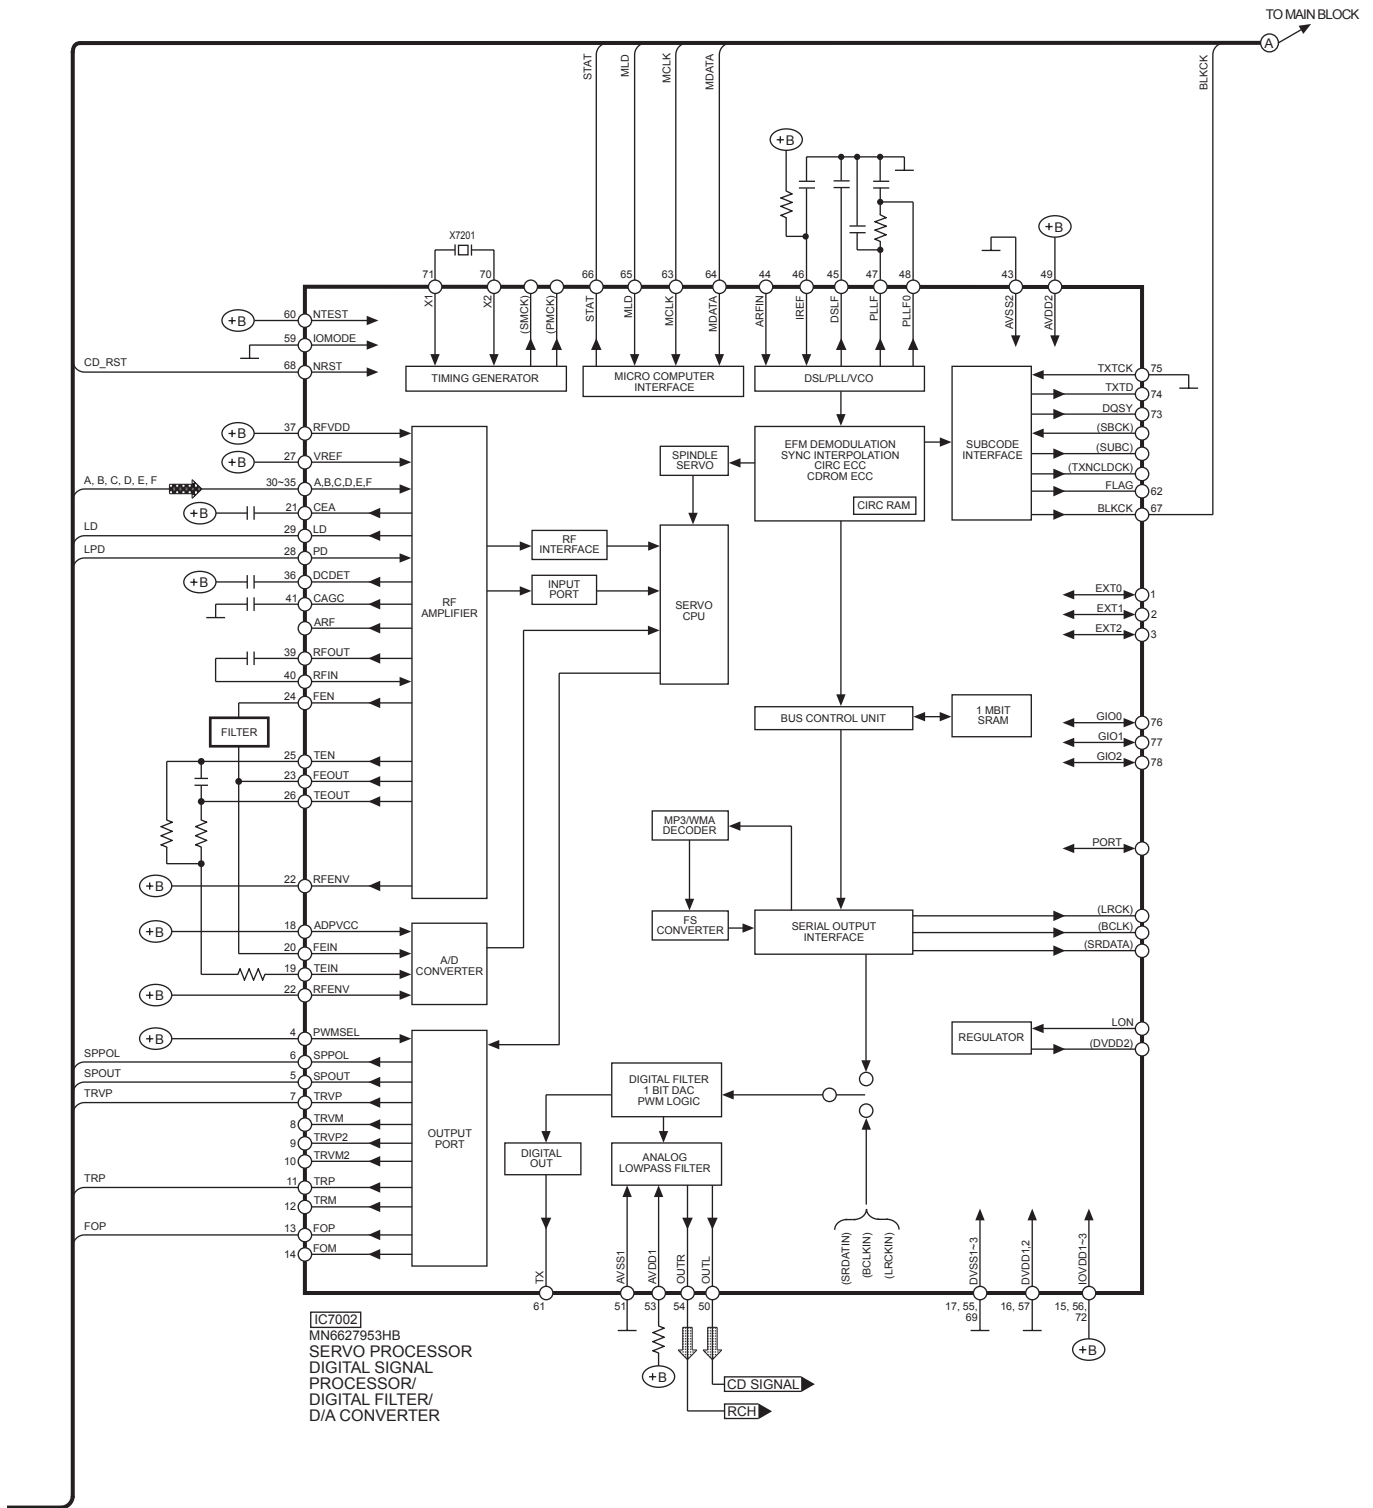 TO MAIN BLOCK
A
STAT
MLD
MCLK
MDATA
BLKCK
+B
X7201
+B
71
70
66
65
63
64
44
46
45
47
48
43
49
X1
X2
(SMCK)
(PMCK)
STAT
MLD
MCLK
MDATA
ARFIN
IREF
DSLF
PLLF
PLLF0
AVSS2
AVDD2
+B
60 NTEST
59 IOMODE
CD_RST
68 NRST
TIMING GENERATOR
MICRO COMPUTER
INTERFACE
DSL/PLL/VCO
TXTCK 75
TXTD 74
DQSY 73
(SBCK)
(SUBC)
(TXNCLDCK)
FLAG 62
BLKCK 67
SUBCODE
INTERFACE
+B
37 RFVDD
+B
27 VREF
A, B, C, D, E, F
30~35 A,B,C,D,E,F
+B
21 CEA
LD
29 LD
LPD
28 PD
+B
36 DCDET
41 CAGC
ARF
39 RFOUT
40 RFIN
24 FEN
FILTER
25 TEN
23 FEOUT
26 TEOUT
+B
22 RFENV
RF
AMPLIFIER
SPINDLE
SERVO
EFM DEMODULATION
SYNC INTERPOLATION
CIRC ECC
CDROM ECC
CIRC RAM
RF
INTERFACE
INPUT
PORT
SERVO
CPU
EXT0 1
EXT1 2
EXT2 3
BUS CONTROL UNIT
1 MBIT
SRAM
GIO0 76
GIO1 77
GIO2 78
MP3/WMA
DECODER
PORT
FS
CONVERTER
SERIAL OUTPUT
INTERFACE
(LRCK)
(BCLK)
(SRDATA)
+B
18 ADPVCC
20 FEIN
19 TEIN
+B
22 RFENV
A/D
CONVERTER
+B
4 PWMSEL
SPPOL
6 SPPOL
SPOUT
5 SPOUT
TRVP
7 TRVP
8 TRVM
9 TRVP2
10 TRVM2
TRP
11 TRP
12 TRM
FOP
13 FOP
14 FOM
OUTPUT
PORT
REGULATOR
LON
(DVDD2)
DIGITAL FILTER
1 BIT DAC
PWM LOGIC
DIGITAL
OUT
ANALOG
LOWPASS FILTER
TX
AVSS1
AVDD1
OUTR
OUTL
(SRDATIN)
(BCLKIN)
(LRCKIN)
DVSS1~3
DVDD1,2
IOVDD1~3
61
51
53
54
50
17, 55,
69
16, 57
15, 56,
72
+B
+B
CD SIGNAL
RCH
IC7002
MN6627953HB
SERVO PROCESSOR
DIGITAL SIGNAL
PROCESSOR/
DIGITAL FILTER/
D/A CONVERTER